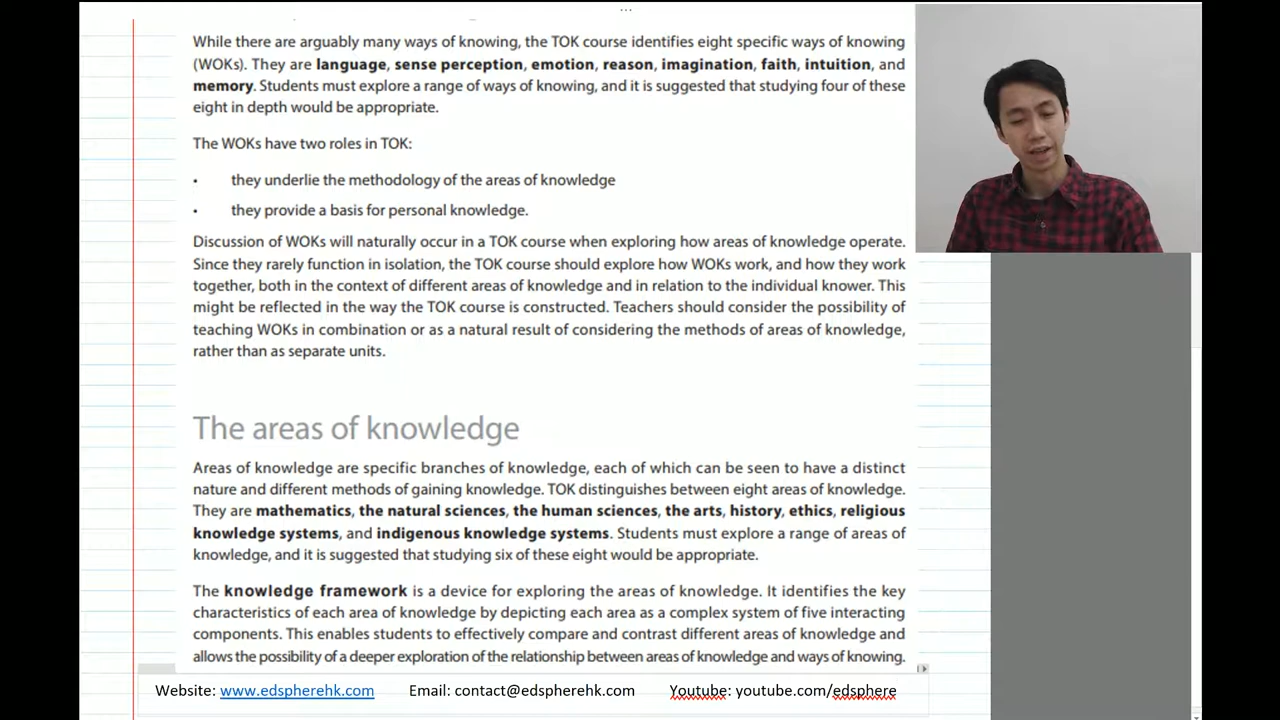 ...
While there are arguably many ways of knowing, the TOK course identifies eight specific ways of knowing
(WOKs). They are language, sense perception, emotion, reason, imagination, faith, intuition, and
memory. Students must explore a range of ways of knowing, and it is suggested that studying four of these
eight in depth would be appropriate.
The WOKs have two roles in TOK:
• they underlie the methodology of the areas of knowledge
• they provide a basis for personal knowledge.
Discussion of WOKs will naturally occur in a TOK course when exploring how areas of knowledge operate.
Since they rarely function in isolation, the TOK course should explore how WOKs work, and how they work
together, both in the context of different areas of knowledge and in relation to the individual knower. This
might be reflected in the way the TOK course is constructed. Teachers should consider the possibility of
teaching WOKs in combination or as a natural result of considering the methods of areas of knowledge,
rather than as separate units.
The areas of knowledge
Areas of knowledge are specific branches of knowledge, each of which can be seen to have a distinct
nature and different methods of gaining knowledge. TOK distinguishes between eight areas of knowledge.
They are mathematics, the natural sciences, the human sciences, the arts, history, ethics, religious
knowledge systems, and indigenous knowledge systems. Students must explore a range of areas of
knowledge, and it is suggested that studying six of these eight would be appropriate.
The knowledge framework is a device for exploring the areas of knowledge. It identifies the key
characteristics of each area of knowledge by depicting each area as a complex system of five interacting
components. This enables students to effectively compare and contrast different areas of knowledge and
allows the possibility of a deeper exploration of the relationship between areas of knowledge and ways of knowing.
Website: www.edspherehk.com Email: contact@edspherehk.com Youtube: youtube.com/edsphere